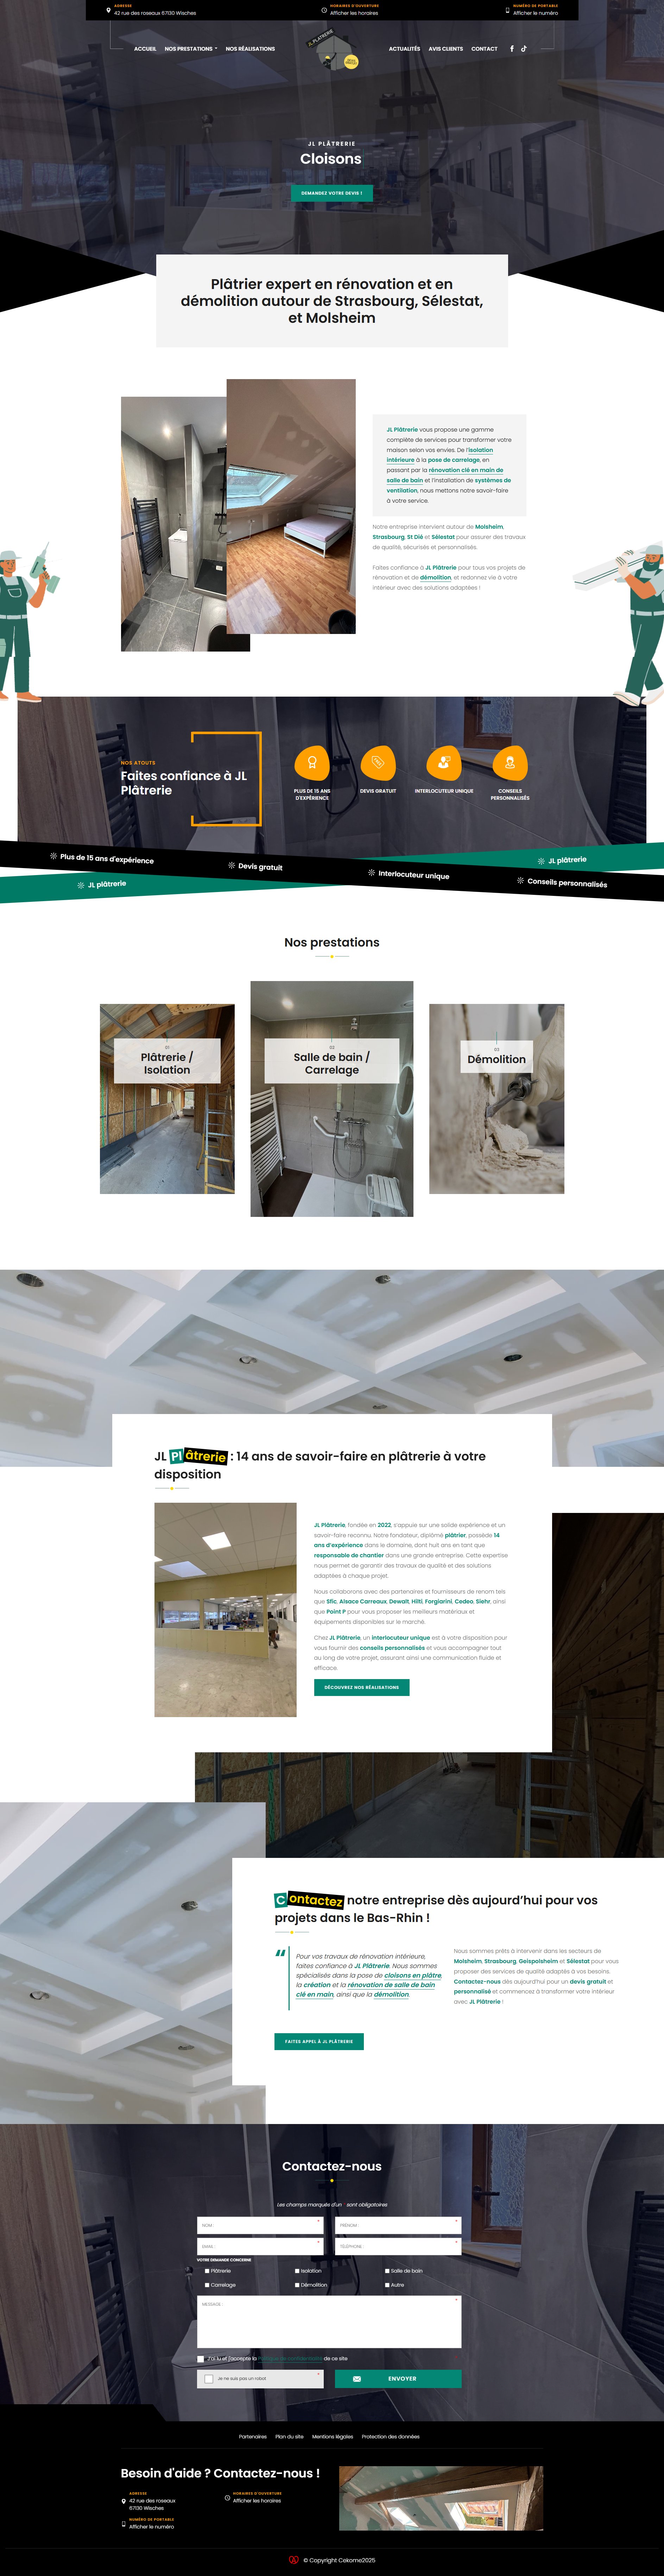 ADRESSE
42 rue des roseaux 67130 Wisches
HORAIRES D'OUVERTURE
Afficher les horaires
NUMÉRO DE PORTABLE
Afficher le numéro
ACCUEIL
NOS PRESTATIONS
NOS RÉALISATIONS
JL PLATRERIE
ACTUALITÉS
AVIS CLIENTS
CONTACT
JL PLÂTRERIE
Cloisons
DEMANDEZ VOTRE DEVIS !
Plâtrier expert en rénovation et en
démolition autour de Strasbourg, Sélestat,
et Molsheim
JL Plâtrerie vous propose une gamme
complète de services pour transformer votre
maison selon vos envies. De l'isolation
intérieure à la pose de carrelage, en
passant par la rénovation clé en main de
salle de bain et l'installation de systèmes de
ventilation, nous mettons notre savoir-faire
à votre service.
Notre entreprise intervient autour de Molsheim,
Strasbourg, St Dié et Sélestat pour assurer des travaux
de qualité, sécurisés et personnalisés.
Faites confiance à JL Plâtrerie pour tous vos projets de
rénovation et de démolition, et redonnez vie à votre
intérieur avec des solutions adaptées !
NOS ATOUTS
Faites confiance à JL
Plâtrerie
PLUS DE 15 ANS
D'EXPÉRIENCE
DEVIS GRATUIT
INTERLOCUTEUR UNIQUE
CONSEILS
PERSONNALISÉS
Plus de 15 ans d'expérience
Devis gratuit
Interlocuteur unique
Conseils personnalisés
JL plâtrerie
JL plâtrerie
Nos prestations
01
Plâtrerie /
Isolation
02
Salle de bain /
Carrelage
03
Démolition
JL Plâtrerie : 14 ans de savoir-faire en plâtrerie à votre
disposition
JL Plâtrerie, fondée en 2022, s'appuie sur une solide expérience et un
savoir-faire reconnu. Notre fondateur, diplômé plâtrier, possède 14
ans d'expérience dans le domaine, dont huit ans en tant que
responsable de chantier dans une grande entreprise. Cette expertise
nous permet de garantir des travaux de qualité et des solutions
adaptées à chaque projet.
Nous collaborons avec des partenaires et fournisseurs de renom tels
que Sfic, Alsace Carreaux, Dewalt, Hilti, Forgiarini, Cedeo, Siehr, ainsi
que Point P pour vous proposer les meilleurs matériaux et
équipements disponibles sur le marché.
Chez JL Plâtrerie, un interlocuteur unique est à votre disposition pour
vous fournir des conseils personnalisés et vous accompagner tout
au long de votre projet, assurant ainsi une communication fluide et
efficace.
DÉCOUVREZ NOS RÉALISATIONS
Contactez notre entreprise dès aujourd'hui pour vos
projets dans le Bas-Rhin !
Pour vos travaux de rénovation intérieure,
faites confiance à JL Plâtrerie. Nous sommes
spécialisés dans la pose de cloisons en plâtre,
la création et la rénovation de salle de bain
clé en main, ainsi que la démolition.
Nous sommes prêts à intervenir dans les secteurs de
Molsheim, Strasbourg, Geispolsheim et Sélestat pour vous
proposer des services de qualité adaptés à vos besoins.
Contactez-nous dès aujourd'hui pour un devis gratuit et
personnalisé et commencez à transformer votre intérieur
avec JL Plâtrerie !
FAITES APPEL À JL PLÂTRERIE
Contactez-nous
Les champs marqués d'un * sont obligatoires
NOM :
PRÉNOM :
EMAIL :
TÉLÉPHONE :
VOTRE DEMANDE CONCERNE
Plâtrerie
Isolation
Salle de bain
Carrelage
Démolition
Autre
MESSAGE :
J'ai lu et j'accepte la Politique de confidentialité de ce site
Je ne suis pas un robot
ENVOYER
Partenaires
Plan du site
Mentions légales
Protection des données
Besoin d'aide ? Contactez-nous !
ADRESSE
42 rue des roseaux
67130 Wisches
HORAIRES D'OUVERTURE
Afficher les horaires
NUMÉRO DE PORTABLE
Afficher le numéro
© Copyright Cekome2025